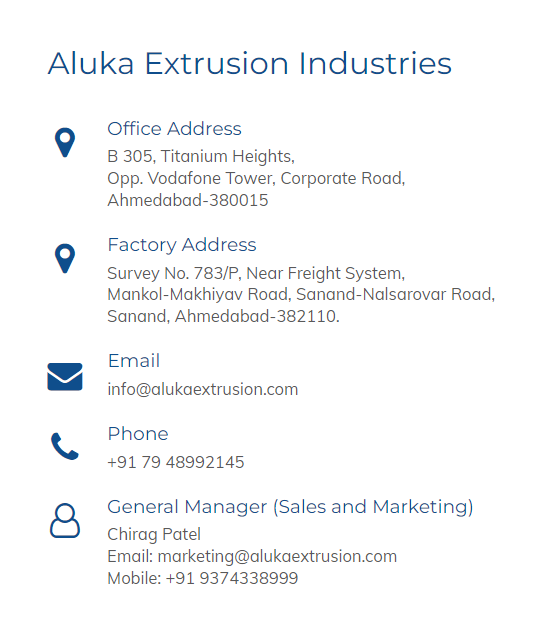 Aluka Extrusion Industries
Office Address
B 305, Titanium Heights,
Opp. Vodafone Tower, Corporate Road,
Ahmedabad-380015
Factory Address
Survey No. 783/P, Near Freight System,
Mankol-Makhiyav Road, Sanand-Nalsarovar Road,
Sanand, Ahmedabad-382110.
Email
info@alukaextrusion.com
Phone
+91 79 48992145
General Manager (Sales and Marketing)
Chirag Patel
Email: marketing@alukaextrusion.com
Mobile: +91 9374338999